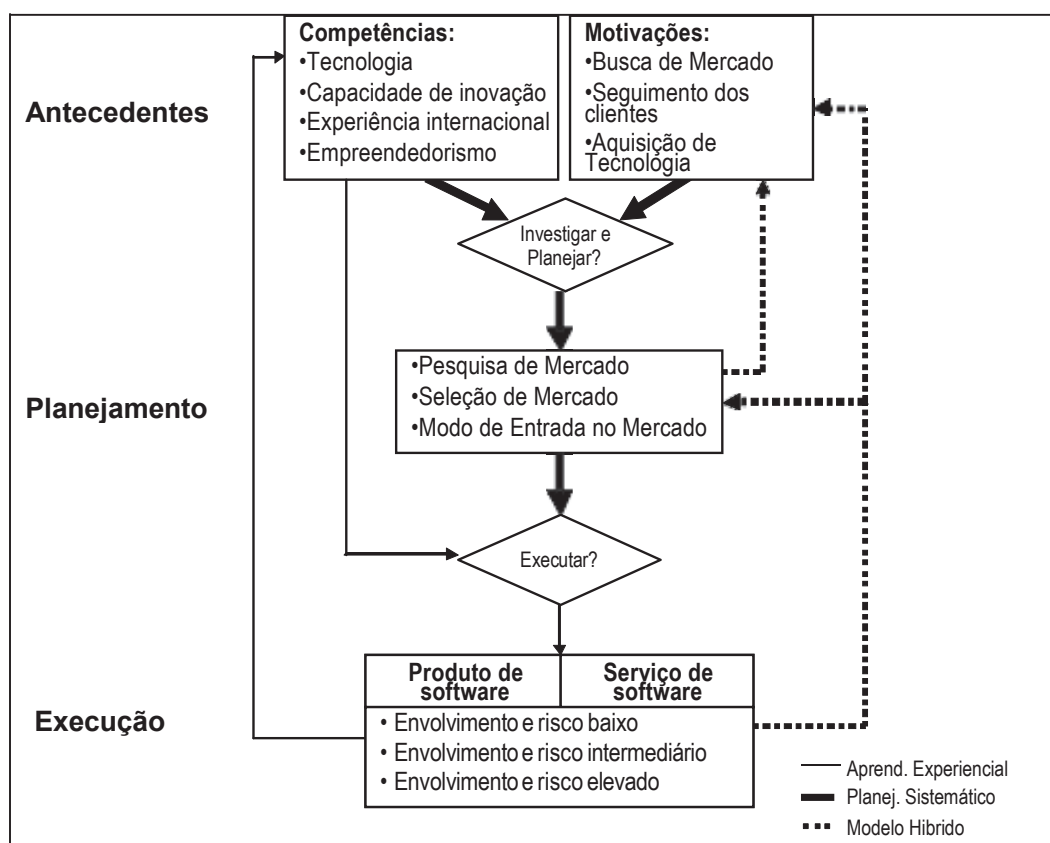 Antecedentes
Competências:
•Tecnologia
•Capacidade de inovação
•Experiência internacional
•Empreendedorismo
Motivações:
•Busca de Mercado
•Seguimento dos
clientes
•Aquisição de
Tecnologia
Investigar e
Planejar?
Planejamento
•Pesquisa de Mercado
•Seleção de Mercado
•Modo de Entrada no Mercado
Executar?
Execução
Produto de
software
Serviço de
software
• Envolvimento e risco baixo
• Envolvimento e risco intermediário
• Envolvimento e risco elevado
Aprend. Experiencial
Planej. Sistemático
Modelo Hibrido